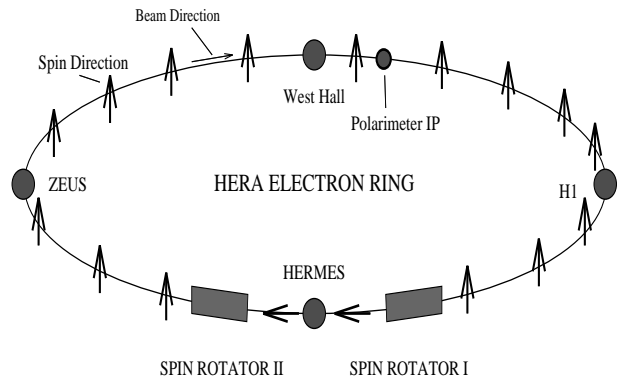 Beam Direction
Spin Direction
West Hall
Polarimeter IP
ZEUS
HERA ELECTRON RING
H1
HERMES
SPIN ROTATOR II
SPIN ROTATOR I